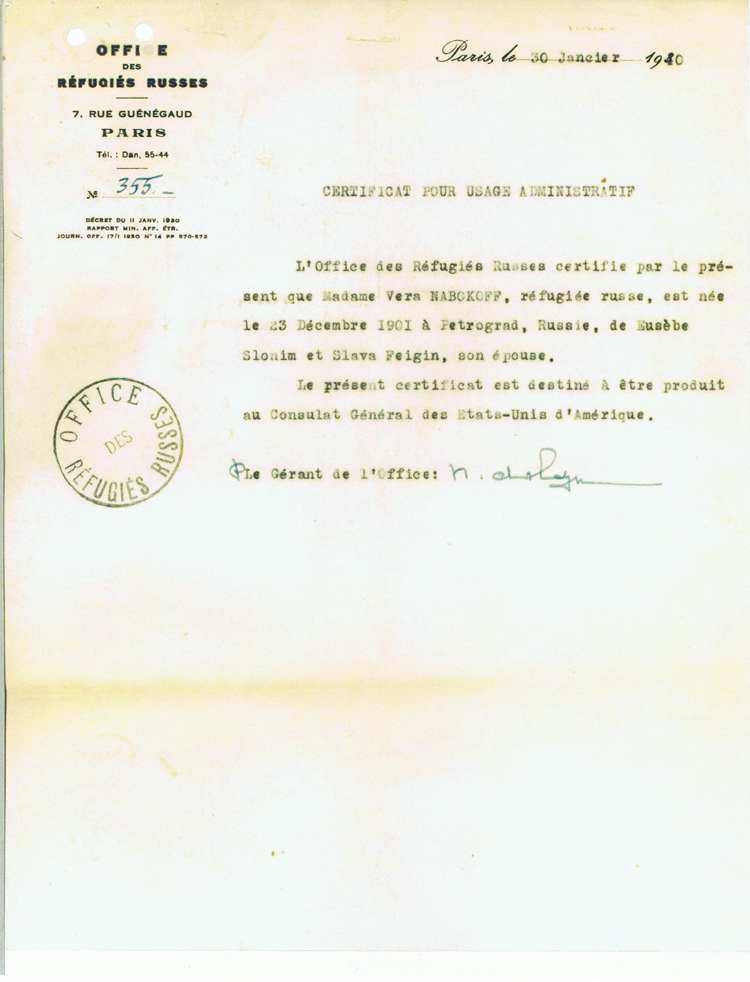 OFFI E
DES
RÉFUGIÉS RUSSES
7, RUE GUÉNÉGAUD
PARIS
Tél. : Dan. 55-44
№ 355.-
DÉCRET DU 11 JANV. 1930
RAPPORT MIN. AFF. ÉTR.
JOURN. OFF. 17/1 1930 N° 14 PP 570-573
Paris, le 30 Janvier 1940
CERTIFICAT POUR USAGE ADMINISTRATIF
L'Office des Réfugiés Russes certifie par le pré-
sent que Madame Vera NABOKOFF, réfugiée russe, est née
le 23 Décembre 1901 à Petrograd, Russie, de Eusèbe
Slonim et Slava Feigin, son épouse.
Le présent certificat est destiné à être produit
au Consulat Général des Etats-Unis d'Amérique.
OFFICE
DES
RÉFUGIÉS RUSSES
Le Gérant de l'Office: